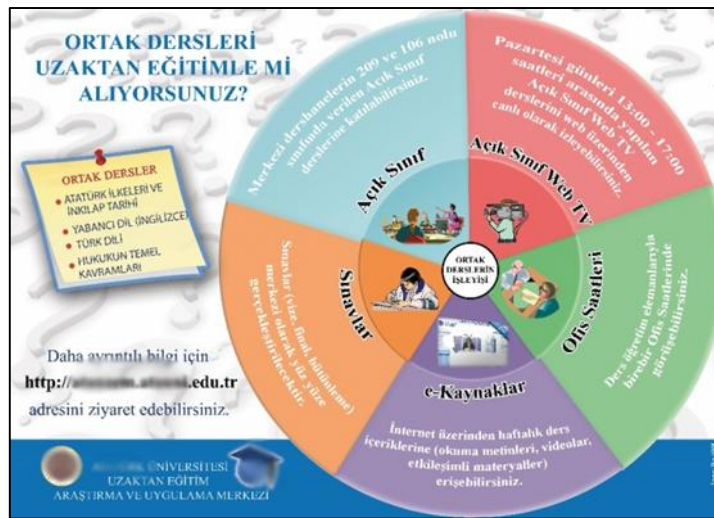 ORTAK DERSLERİ
UZAKTAN EĞİTİMLE Mİ
ALIYORSUNUZ?
ORTAK DERSLER
ATATÜRK İLKELERİ VE
İNKILAP TARİHİ
YABANCI DİL (İNGİLİZCE)
TÜRK DİLİ
HUKUKUN TEMEL
KAVRAMLARI
Daha ayrıntılı bilgi için
http:// .edu.tr
adresini ziyaret edebilirsiniz.
ÜNİVERSİTESİ
UZAKTAN EĞİTİM
ARAŞTIRMA VE UYGULAMA MERKEZİ
Merkezi dershanelerin 209 ve 106 nolu
sınıfında verilen Açık Sınıf
derslerine katılabilirsiniz.
Açık Sınıf
Pazartesi günleri 13:00 - 17:00
saatleri arasında yapılan
Açık Sınıf Web TV
derslerini web üzerinden
canlı olarak izleyebilirsiniz.
Açık Sınıf Web TV
Ders öğretim elemanlarıyla
birebir Ofis Saatlerinde
görüşebilirsiniz.
Ofis Saatleri
e-Kaynaklar
İnternet üzerinden haftalık ders
içeriklerine (okuma metinleri, videolar,
etkileşimli materyaller)
erişebilirsiniz.
Sınavlar
Sınavlar (vize, final, bütünleme)
merkezi olarak yüz yüze
gerçekleştirilecektir.
ORTAK
DERSLERİN
İŞLEYİŞİ